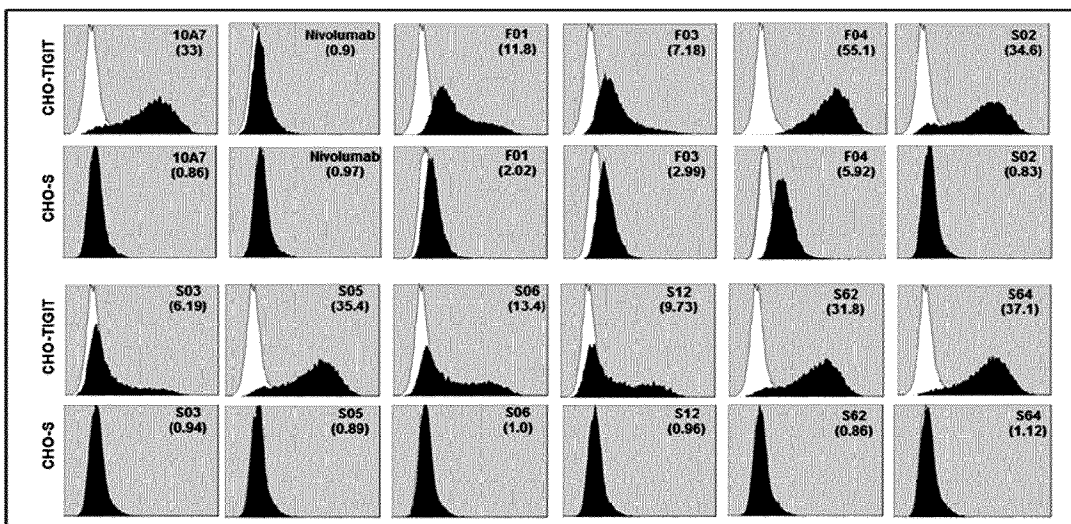 CHO-TIGIT
10A7
(33)
Nivolumab
(0.9)
F01
(11.8)
F03
(7.18)
F04
(55.1)
S02
(34.6)
CHO-S
10A7
(0.86)
Nivolumab
(0.97)
F01
(2.02)
F03
(2.99)
F04
(5.92)
S02
(0.83)
CHO-TIGIT
S03
(6.19)
S05
(35.4)
S06
(13.4)
S12
(9.73)
S62
(31.8)
S64
(37.1)
CHO-S
S03
(0.94)
S05
(0.89)
S06
(1.0)
S12
(0.96)
S62
(0.86)
S64
(1.12)